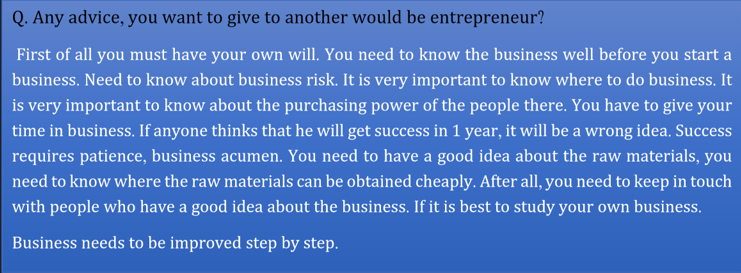 Q. Any advice, you want to give to another would be entrepreneur?
First of all you must have your own will. You need to know the business well before you start a
business. Need to know about business risk. It is very important to know where to do business. It
is very important to know about the purchasing power of the people there. You have to give your
time in business. If anyone thinks that he will get success in 1 year, it will be a wrong idea. Success
requires patience, business acumen. You need to have a good idea about the raw materials, you
need to know where the raw materials can be obtained cheaply. After all, you need to keep in touch
with people who have a good idea about the business. If it is best to study your own business.
Business needs to be improved step by step.